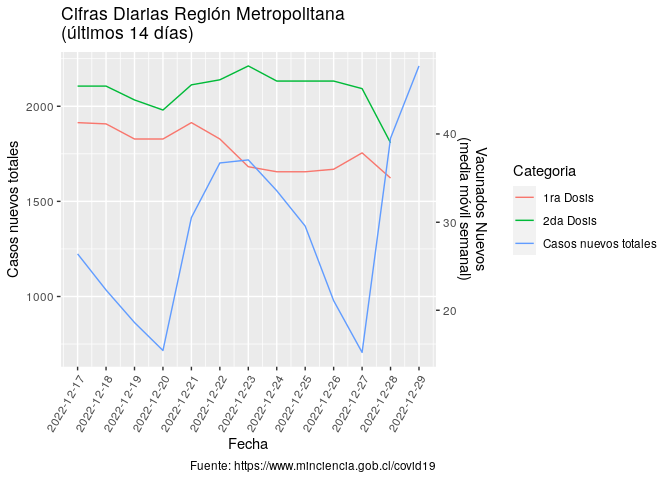 Cifras Diarias Región Metropolitana
(últimos 14 días)
Casos nuevos totales
2000
1500
1000
40
30
20
Vacunados Nuevos
(media móvil semanal)
Categoria
1ra Dosis
2da Dosis
Casos nuevos totales
2022-12-17
2022-12-18
2022-12-19
2022-12-20
2022-12-21
2022-12-22
2022-12-23
2022-12-24
2022-12-25
2022-12-26
2022-12-27
2022-12-28
2022-12-29
Fecha
Fuente: https://www.minciencia.gob.cl/covid19